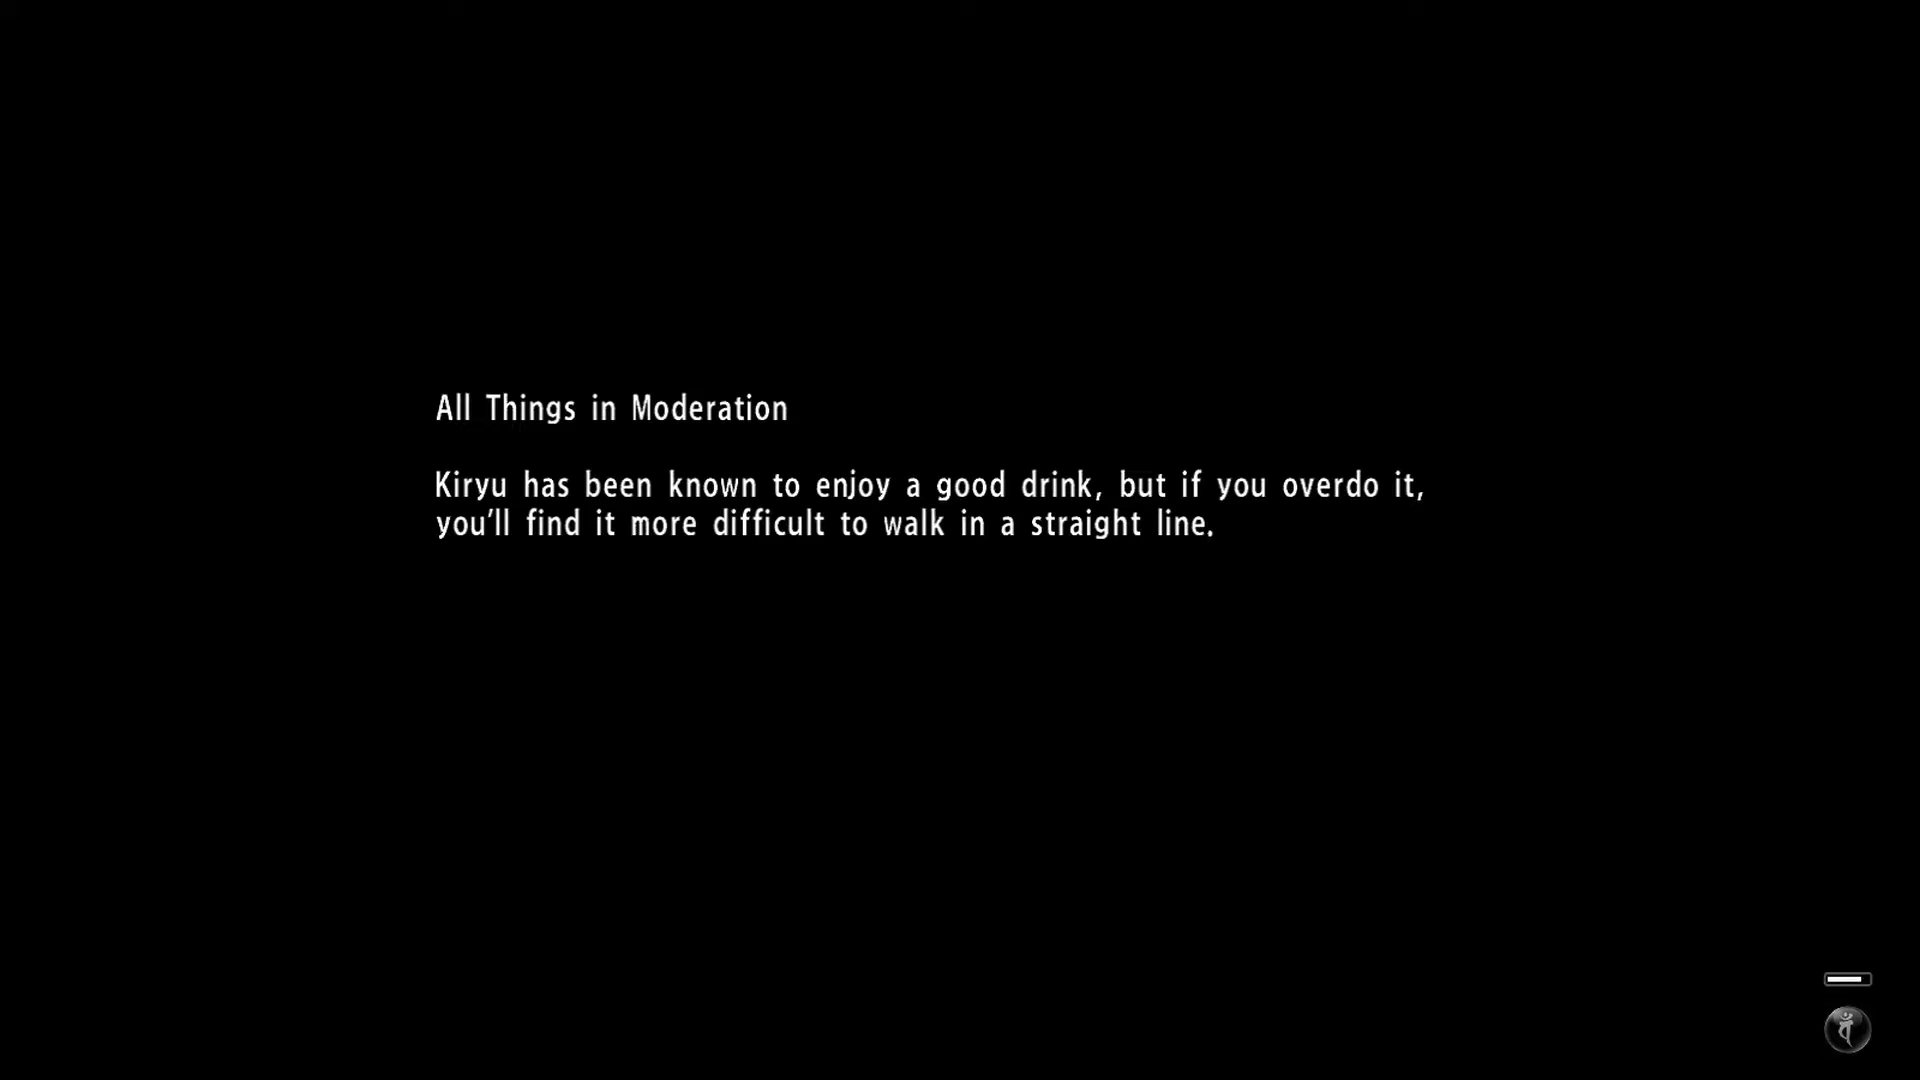 All Things in Moderation
Kiryu has been known to enjoy a good drink, but if you overdo it,
you'll find it more difficult to walk in a straight line.